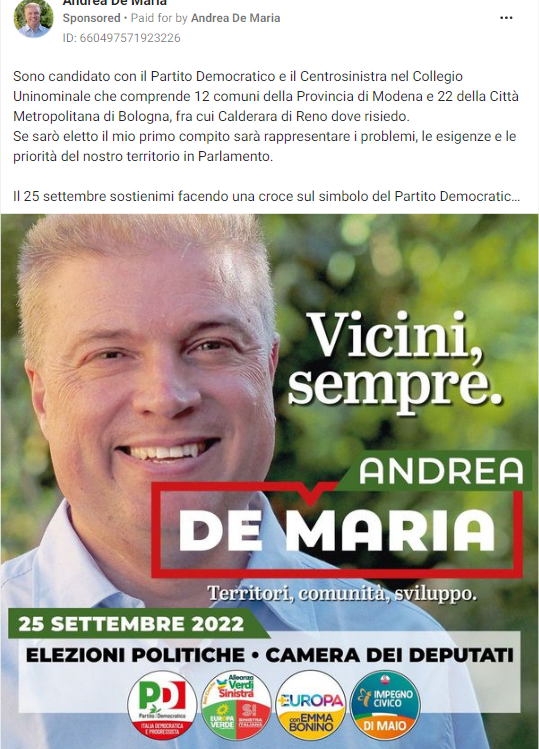 Andrea De Maria
Sponsored • Paid for by Andrea De Maria
ID: 660497571923226
Sono candidato con il Partito Democratico e il Centrosinistra nel Collegio
Uninominale che comprende 12 comuni della Provincia di Modena e 22 della Città
Metropolitana di Bologna, fra cui Calderara di Reno dove risiedo.
Se sarò eletto il mio primo compito sarà rappresentare i problemi, le esigenze e le
priorità del nostro territorio in Parlamento.
Il 25 settembre sostienimi facendo una croce sul simbolo del Partito Democratic...
Vicini,
sempre.
ANDREA
DE MARIA
Territori, comunità, sviluppo.
25 SETTEMBRE 2022
ELEZIONI POLITICHE • CAMERA DEI DEPUTATI
PD
Partito Democratico
ITALIA DEMOCRATICA
E PROGRESSISTA
Alleanza
Verdi
Sinistra
EUROPA
VERDE
SI
SINISTRA
ITALIANA
+EUROPA
con EMMA
BONINO
IMPEGNO
CIVICO
DI MAIO